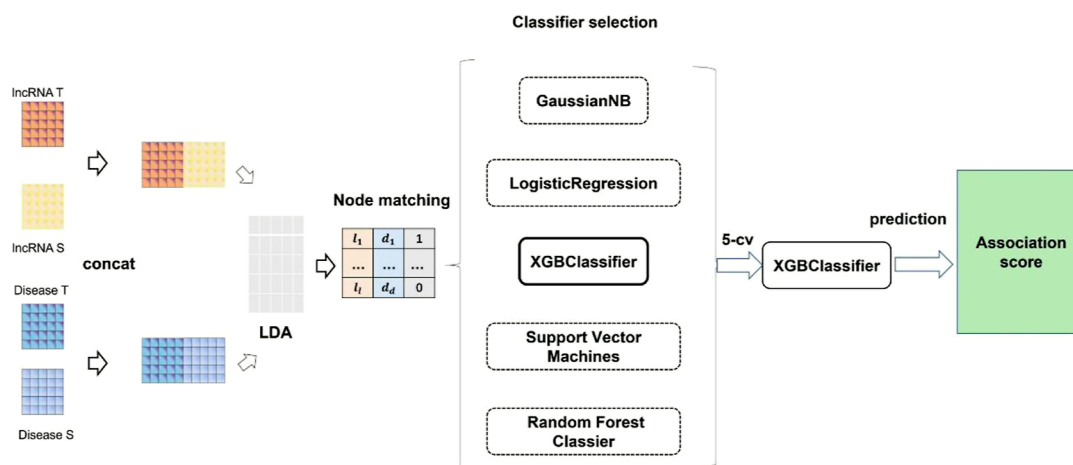 Classifier selection
lncRNA T
lncRNA S
concat
Disease T
Disease S
LDA
Node matching
l₁ d₁ 1
... ... ...
lₗ d_d 0
GaussianNB
LogisticRegression
XGBClassifier
Support Vector
Machines
Random Forest
Classier
5-cv
XGBClassifier
prediction
Association
score